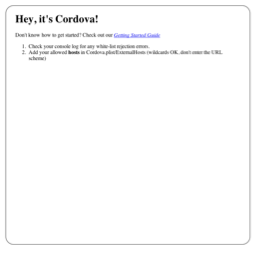 Hey, it's Cordova!
Don't know how to get started? Check out our Getting Started Guide
1. Check your console log for any white-list rejection errors.
2. Add your allowed hosts in Cordova.plist/ExternalHosts (wildcards OK, don't enter the URL
scheme)